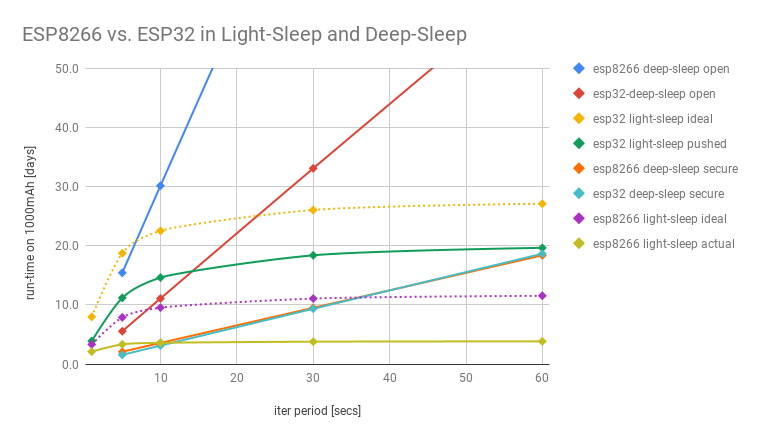 ESP8266 vs. ESP32 in Light-Sleep and Deep-Sleep
run-time on 1000mAh [days]
50.0
40.0
30.0
20.0
10.0
0.0
10
20
30
40
50
60
iter period [secs]
esp8266 deep-sleep open
esp32-deep-sleep open
esp32 light-sleep ideal
esp32 light-sleep pushed
esp8266 deep-sleep secure
esp32 deep-sleep secure
esp8266 light-sleep ideal
esp8266 light-sleep actual